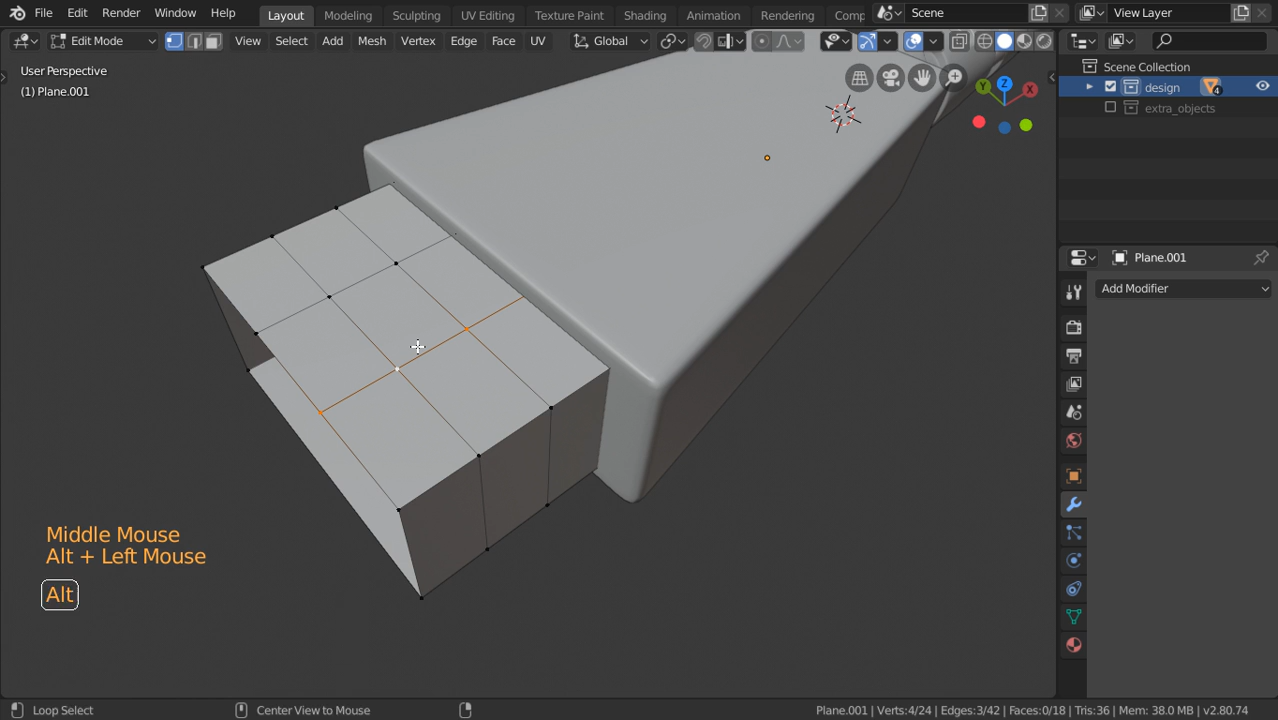 File Edit Render Window Help Layout Modeling Sculpting UV Editing Texture Paint Shading Animation Rendering Comp Scene View Layer
Edit Mode View Select Add Mesh Vertex Edge Face UV Global
User Perspective
(1) Plane.001
Y Z X
Scene Collection
design 4
extra_objects
Plane.001
Add Modifier
Middle Mouse
Alt + Left Mouse
Alt
Loop Select Center View to Mouse Plane.001 | Verts:4/24 | Edges:3/42 | Faces:0/18 | Tris:36 | Mem: 38.0 MB | v2.80.74